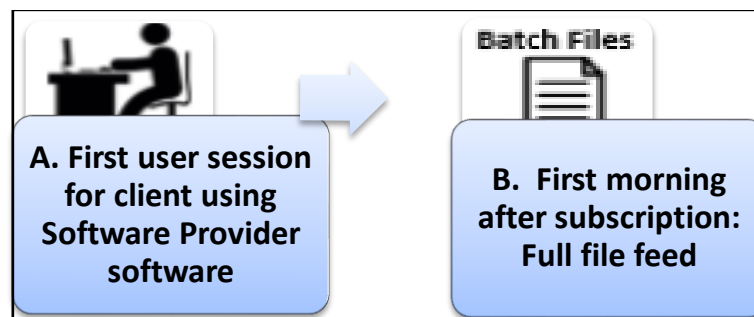 Batch Files
A. First user session
for client using
Software Provider
software
B. First morning
after subscription:
Full file feed